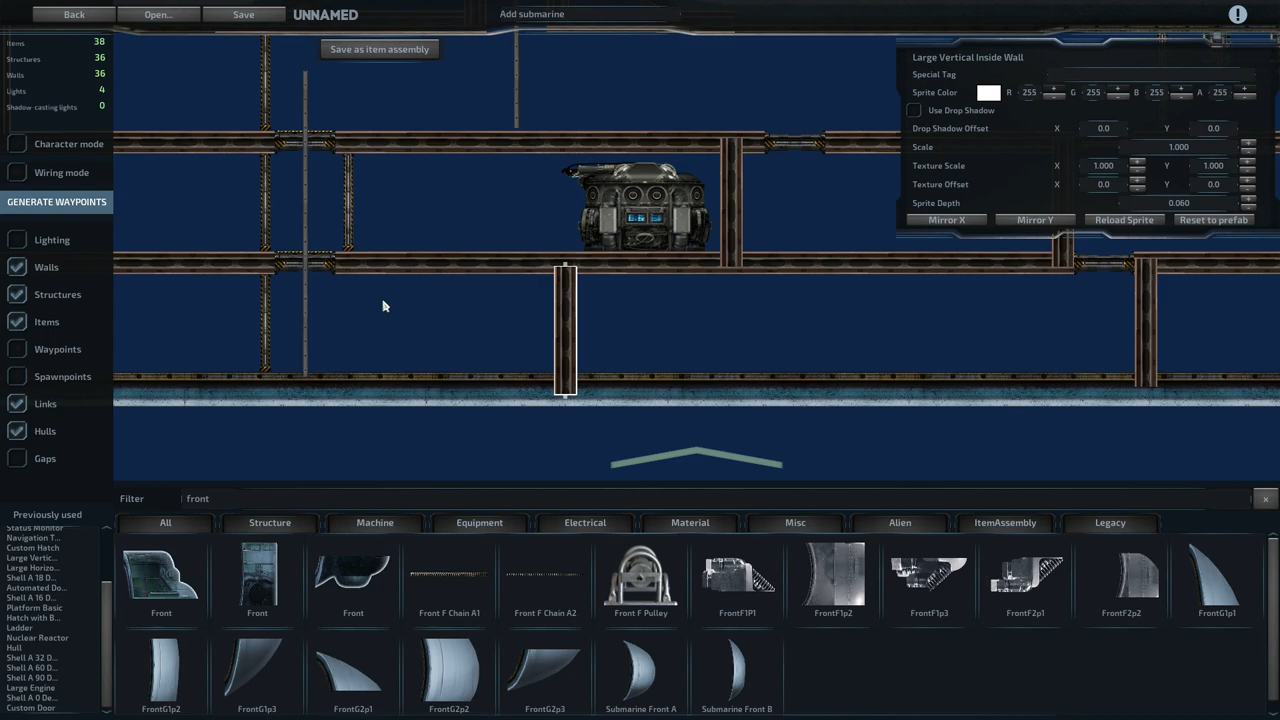 Back
Open...
Save
UNNAMED
Add submarine
Save as item assembly
Items 38
Structures 36
Walls 36
Lights 4
Shadow-casting lights 0
Character mode
Wiring mode
GENERATE WAYPOINTS
Lighting
Walls
Structures
Items
Waypoints
Spawnpoints
Links
Hulls
Gaps
Large Vertical Inside Wall
Special Tag
Sprite Color R 255 G 255 B 255 A 255
Use Drop Shadow
Drop Shadow Offset X 0.0 Y 0.0
Scale 1.000
Texture Scale X 1.000 Y 1.000
Texture Offset X 0.0 Y 0.0
Sprite Depth 0.060
Mirror X
Mirror Y
Reload Sprite
Reset to prefab
Previously used
Status Monitor
Navigation T...
Custom Hatch
Large Vertic...
Large Horizo...
Shell A 18 D...
Automated Do...
Shell A 16 D...
Platform Basic
Hatch with B...
Ladder
Nuclear Reactor
Hull
Shell A 32 D...
Shell A 60 D...
Shell A 90 D...
Large Engine
Shell A 0 De...
Custom Door
Filter front
All
Structure
Machine
Equipment
Electrical
Material
Misc
Alien
ItemAssembly
Legacy
Front
Front
Front
Front F Chain A1
Front F Chain A2
Front F Pulley
FrontF1P1
FrontF1p2
FrontF1p3
FrontF2p1
FrontF2p2
FrontG1p1
FrontG1p2
FrontG1p3
FrontG2p1
FrontG2p2
FrontG2p3
Submarine Front A
Submarine Front B